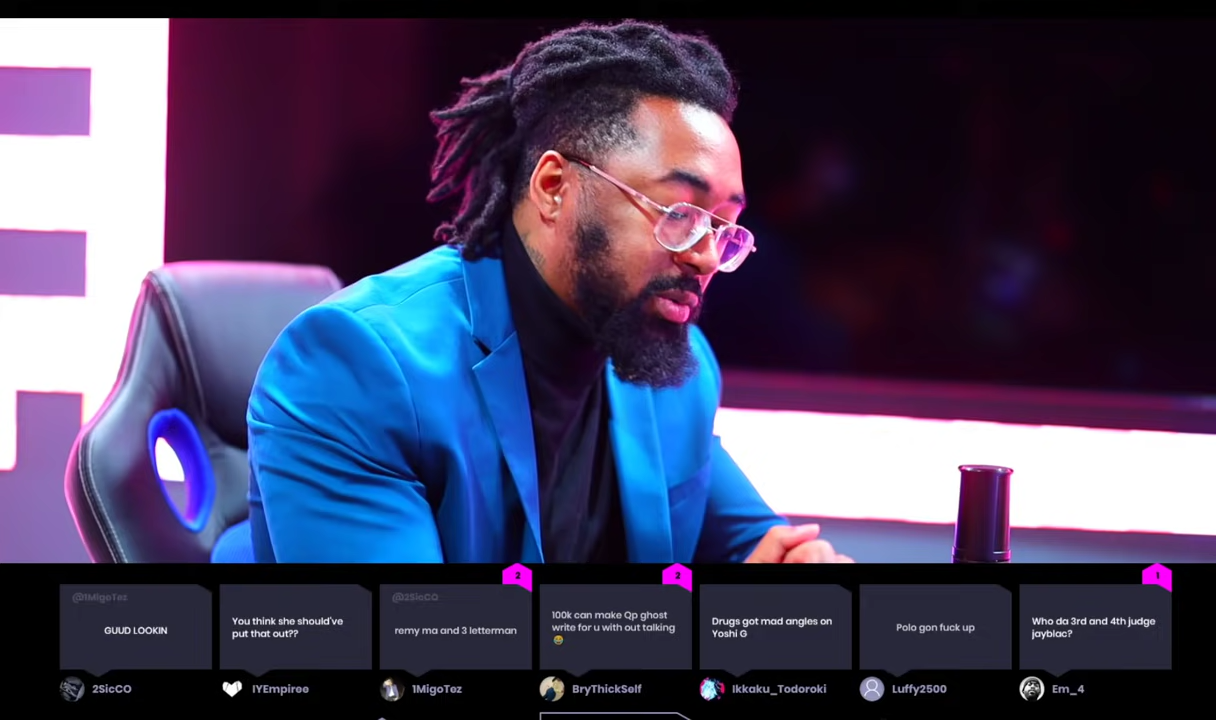 2
2
1
@1MigoTez
GUUD LOOKIN
You think she should've
put that out??
@2SicCO
remy ma and 3 letterman
100k can make Qp ghost
write for u with out talking
😂
Drugs got mad angles on
Yoshi G
Polo gon fuck up
Who da 3rd and 4th judge
jayblac?
2SicCO
IYEmpiree
1MigoTez
BryThickSelf
Ikkaku_Todoroki
Luffy2500
Em_4